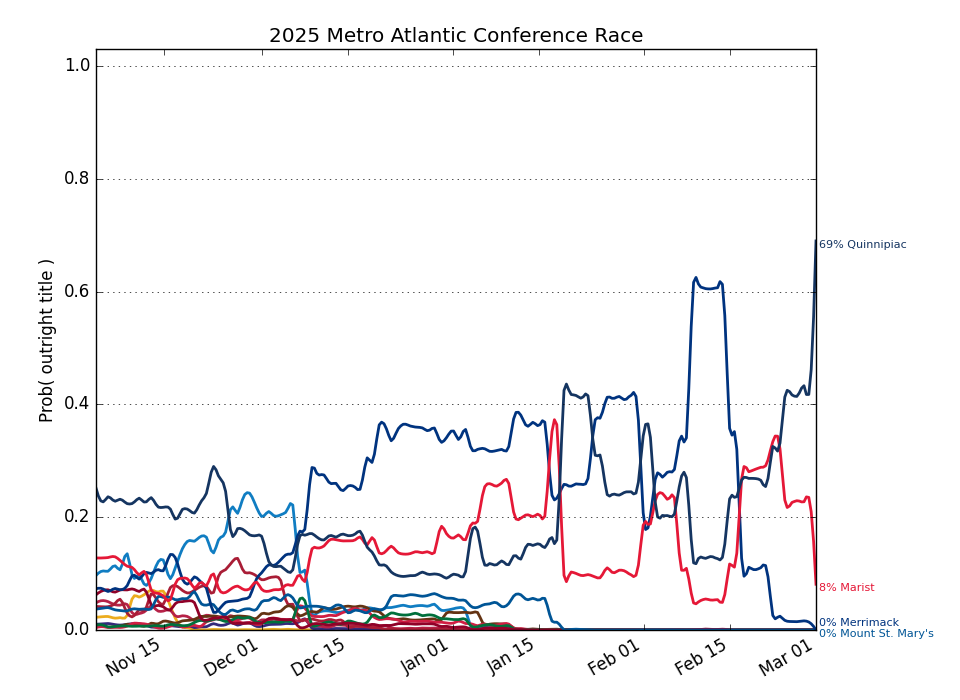 2025 Metro Atlantic Conference Race
Prob( outright title )
1.0
0.8
0.6
0.4
0.2
0.0
Nov 15
Dec 01
Dec 15
Jan 01
Jan 15
Feb 01
Feb 15
Mar 01
69% Quinnipiac
8% Marist
0% Merrimack
0% Mount St. Mary's